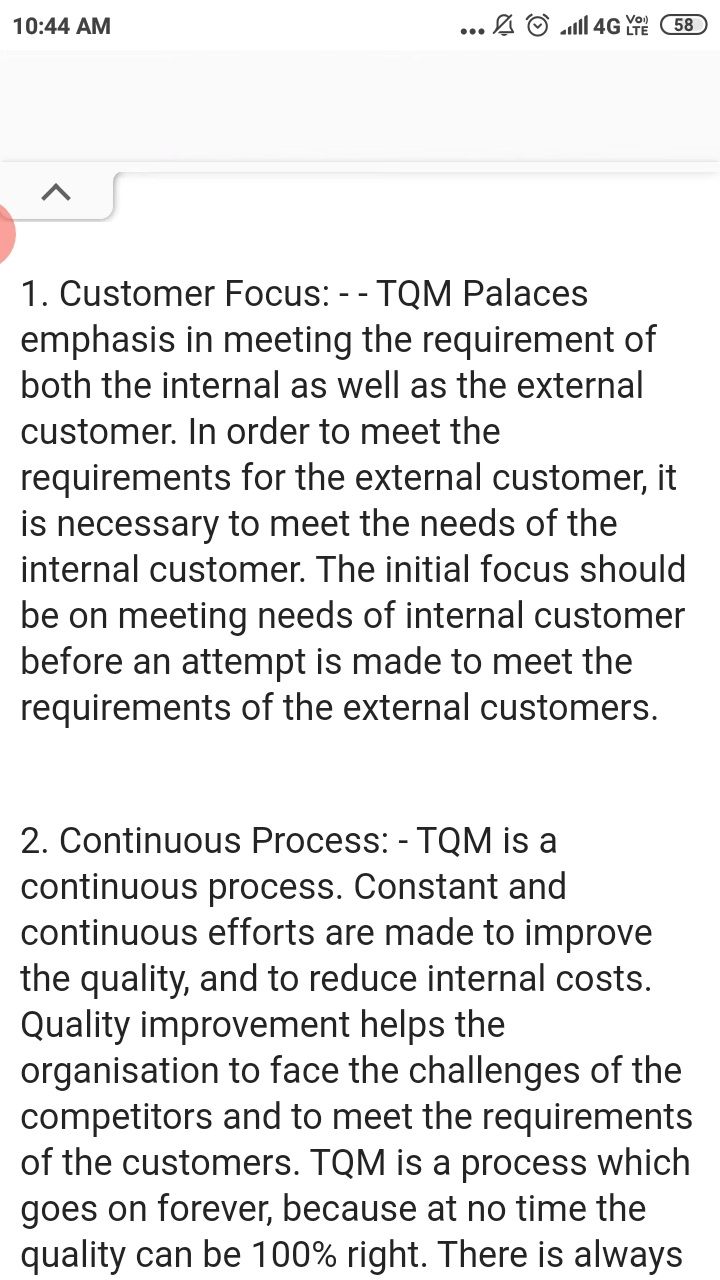 10:44 AM
... 4G Vo)) LTE 58
1. Customer Focus: - - TQM Palaces
emphasis in meeting the requirement of
both the internal as well as the external
customer. In order to meet the
requirements for the external customer, it
is necessary to meet the needs of the
internal customer. The initial focus should
be on meeting needs of internal customer
before an attempt is made to meet the
requirements of the external customers.
2. Continuous Process: - TQM is a
continuous process. Constant and
continuous efforts are made to improve
the quality, and to reduce internal costs.
Quality improvement helps the
organisation to face the challenges of the
competitors and to meet the requirements
of the customers. TQM is a process which
goes on forever, because at no time the
quality can be 100% right. There is always